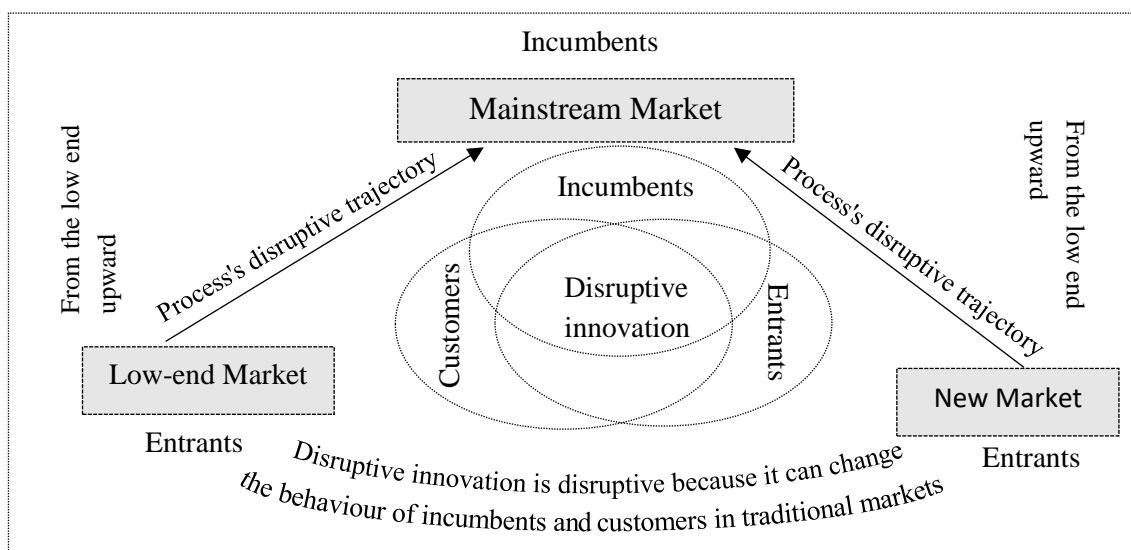 Incumbents
Mainstream Market
From the low end
upward
Process's disruptive trajectory
Incumbents
Customers
Disruptive
innovation
Entrants
Process's disruptive trajectory
From the low end
upward
Low-end Market
Entrants
New Market
Entrants
Disruptive innovation is disruptive because it can change
the behaviour of incumbents and customers in traditional markets